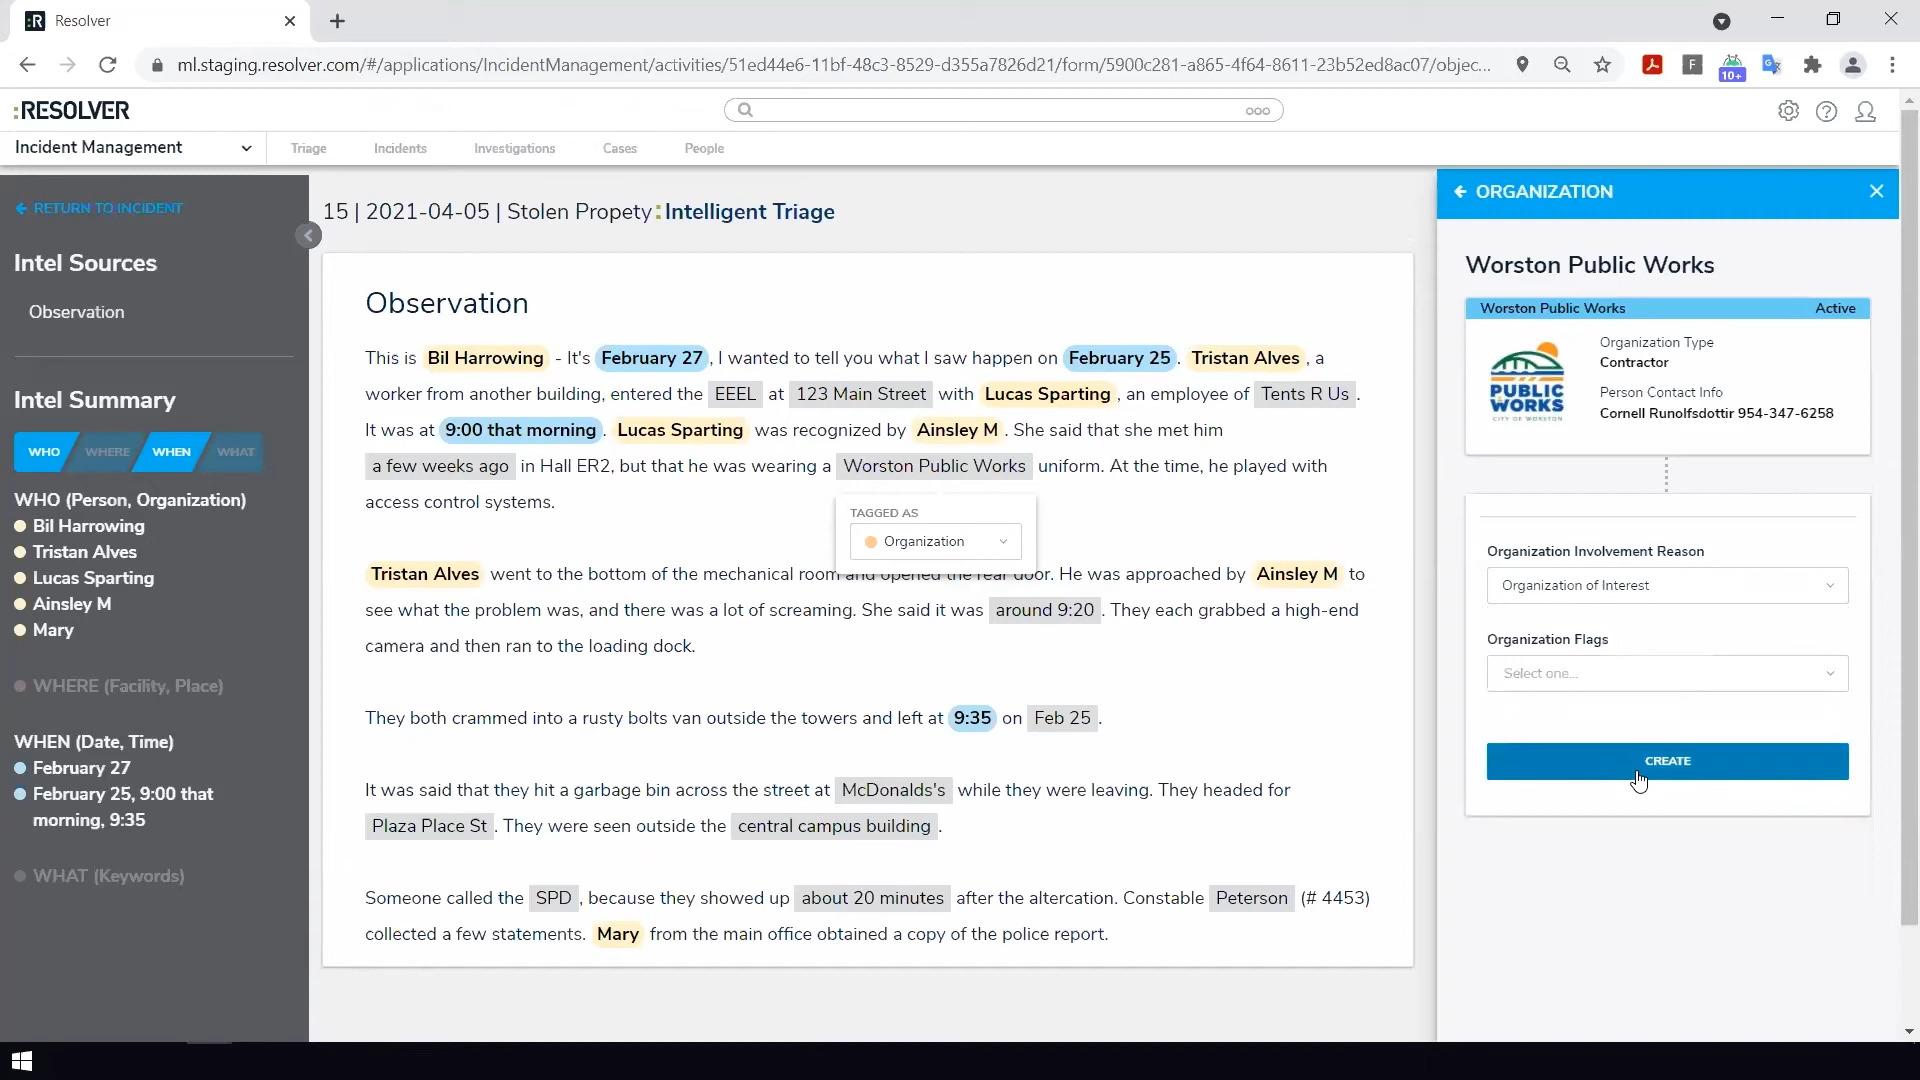 Resolver
ml.staging.resolver.com/#/applications/IncidentManagement/activities/51ed44e6-11bf-48c3-8529-d355a7826d21/form/5900c281-a865-4f64-8611-23b52ed8ac07/objec...
F
10+
:RESOLVER
Incident Management
Triage
Incidents
Investigations
Cases
People
RETURN TO INCIDENT
Intel Sources
Observation
Intel Summary
WHO
WHERE
WHEN
WHAT
WHO (Person, Organization)
Bil Harrowing
Tristan Alves
Lucas Sparting
Ainsley M
Mary
WHERE (Facility, Place)
WHEN (Date, Time)
February 27
February 25, 9:00 that
morning, 9:35
WHAT (Keywords)
15 | 2021-04-05 | Stolen Propety:Intelligent Triage
Observation
This is Bil Harrowing - It's February 27, I wanted to tell you what I saw happen on February 25. Tristan Alves, a
worker from another building, entered the EEEL at 123 Main Street with Lucas Sparting, an employee of Tents R Us.
It was at 9:00 that morning. Lucas Sparting was recognized by Ainsley M. She said that she met him
a few weeks ago in Hall ER2, but that he was wearing a Worston Public Works uniform. At the time, he played with
access control systems.
TAGGED AS
Organization
Tristan Alves went to the bottom of the mechanical room and opened the rear door. He was approached by Ainsley M to
see what the problem was, and there was a lot of screaming. She said it was around 9:20. They each grabbed a high-end
camera and then ran to the loading dock.
They both crammed into a rusty bolts van outside the towers and left at 9:35 on Feb 25.
It was said that they hit a garbage bin across the street at McDonald's while they were leaving. They headed for
Plaza Place St. They were seen outside the central campus building.
Someone called the SPD, because they showed up about 20 minutes after the altercation. Constable Peterson (# 4453)
collected a few statements. Mary from the main office obtained a copy of the police report.
ORGANIZATION
Worston Public Works
Worston Public Works Active
PUBLIC
WORKS
CITY OF WORSTON
Organization Type
Contractor
Person Contact Info
Cornell Runolfsdottir 954-347-6258
Organization Involvement Reason
Organization of Interest
Organization Flags
Select one...
CREATE